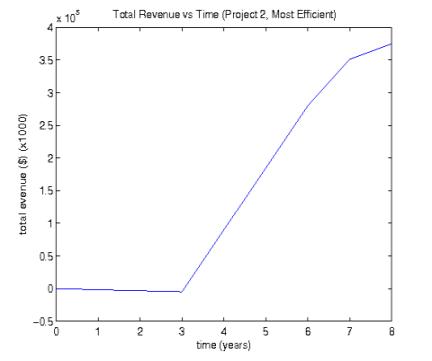 Total Revenue vs Time (Project 2, Most Efficient)
x 10^5
4
3.5
3
2.5
2
1.5
1
0.5
0
-0.5
total evenue ($) (x1000)
0 1 2 3 4 5 6 7 8
time (years)